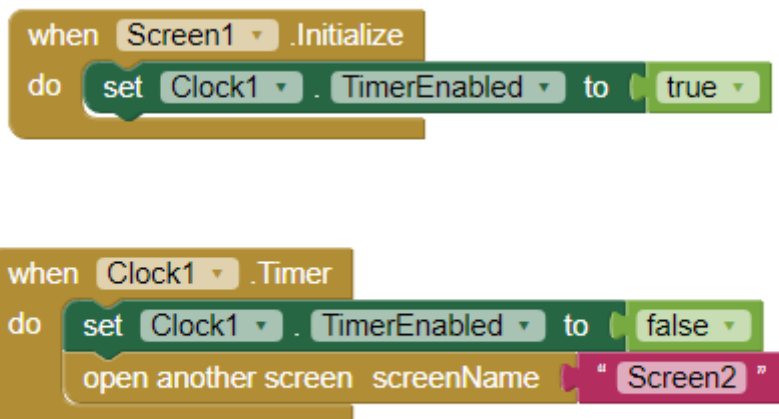 when Screen1 .Initialize
do set Clock1 . TimerEnabled to true
when Clock1 .Timer
do set Clock1 . TimerEnabled to false
open another screen screenName “ Screen2 ”